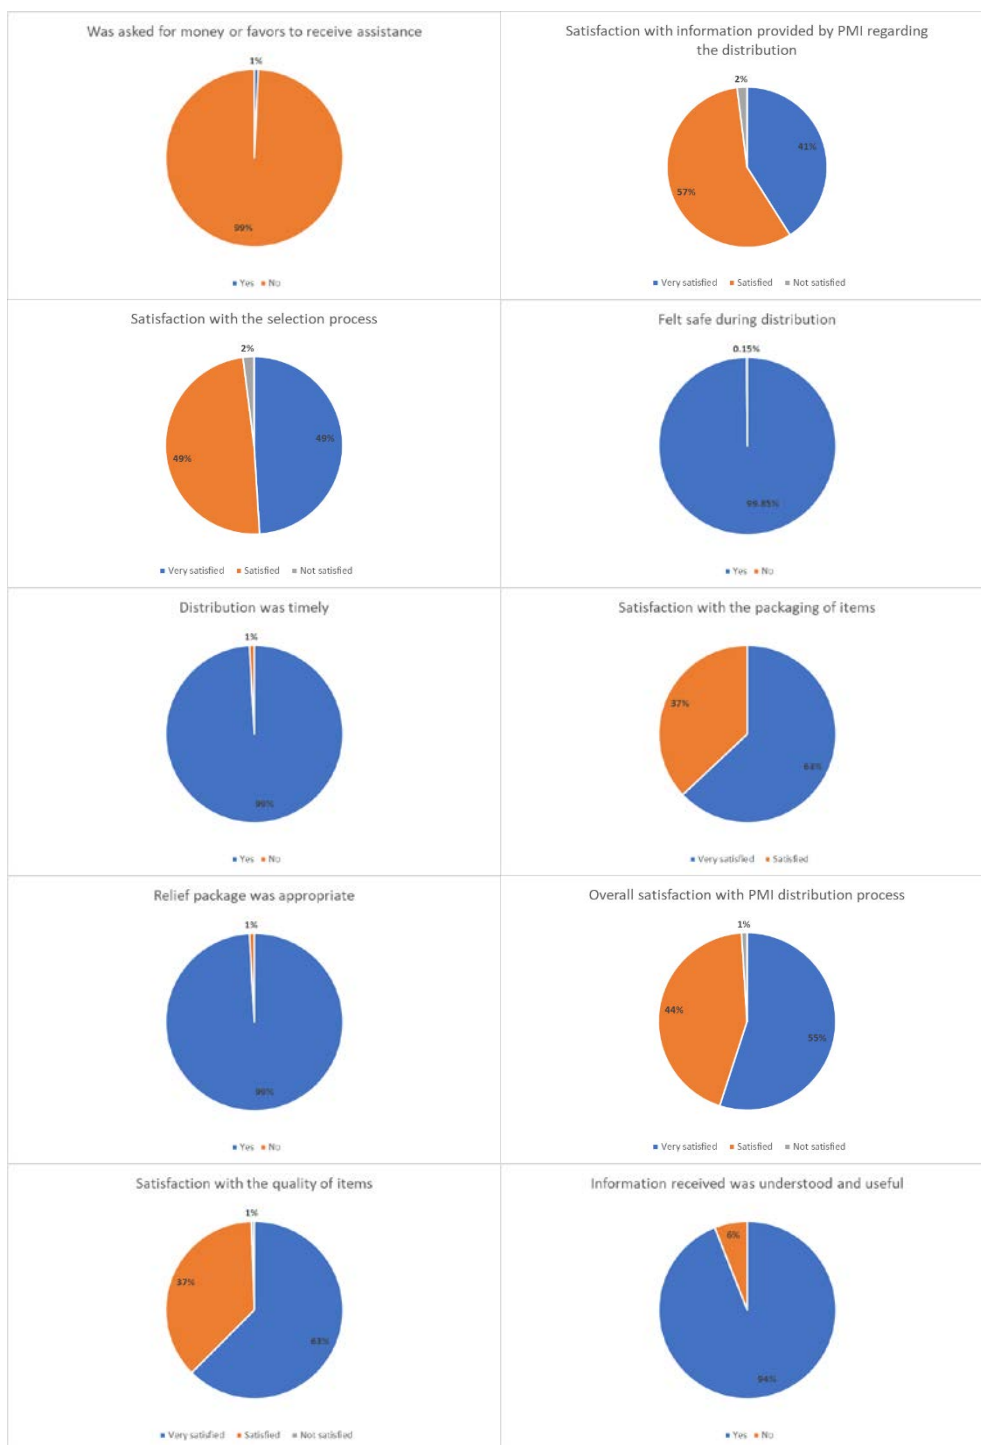 Was asked for money or favors to receive assistance
1%
99%
Yes No
Satisfaction with information provided by PMI regarding
the distribution
2%
41%
57%
Very satisfied Satisfied Not satisfied
Satisfaction with the selection process
2%
49%
49%
Very satisfied Satisfied Not satisfied
Felt safe during distribution
0.15%
99.85%
Yes No
Distribution was timely
1%
99%
Yes No
Satisfaction with the packaging of items
37%
Very satisfied Satisfied
Relief package was appropriate
1%
99%
Yes No
Overall satisfaction with PMI distribution process
1%
44%
55%
Very satisfied Satisfied Not satisfied
Satisfaction with the quality of items
1%
37%
63%
Very satisfied Satisfied Not satisfied
Information received was understood and useful
6%
94%
Yes No